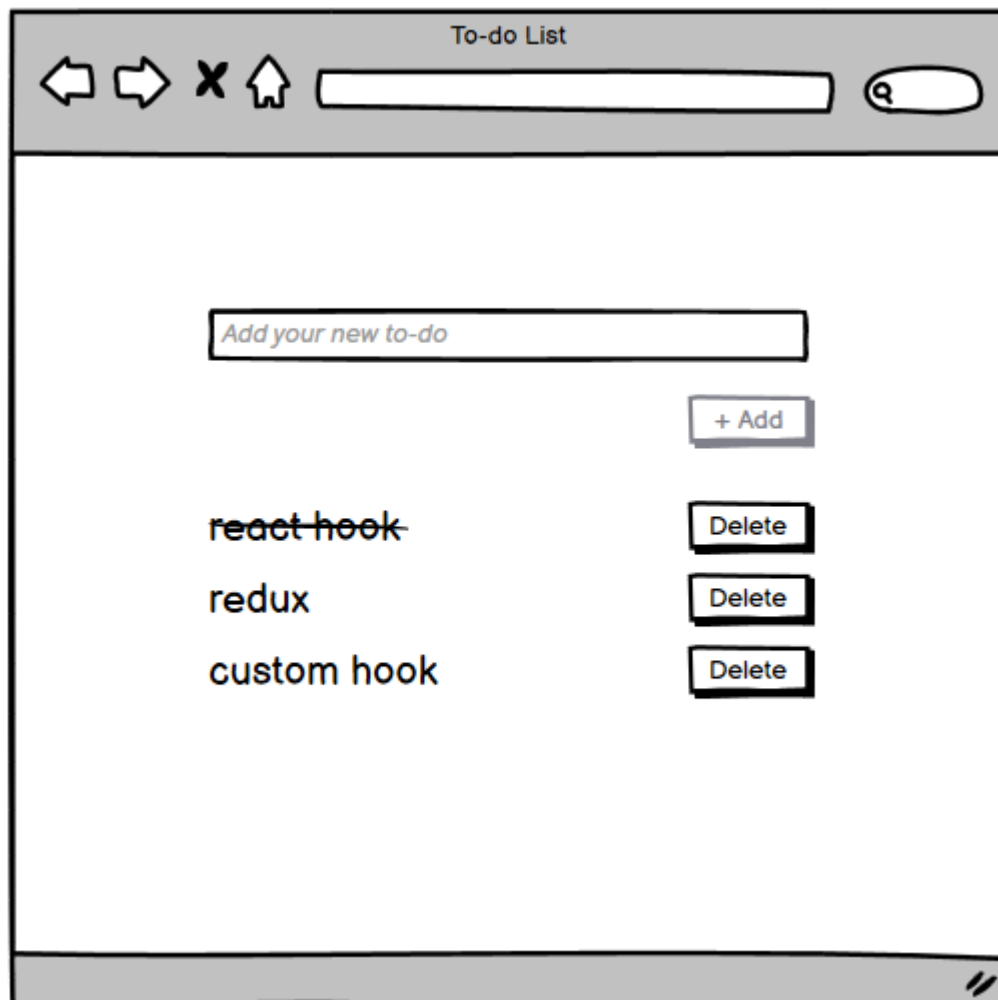 To-do List
Add your new to-do
+ Add
react hook
Delete
redux
Delete
custom hook
Delete